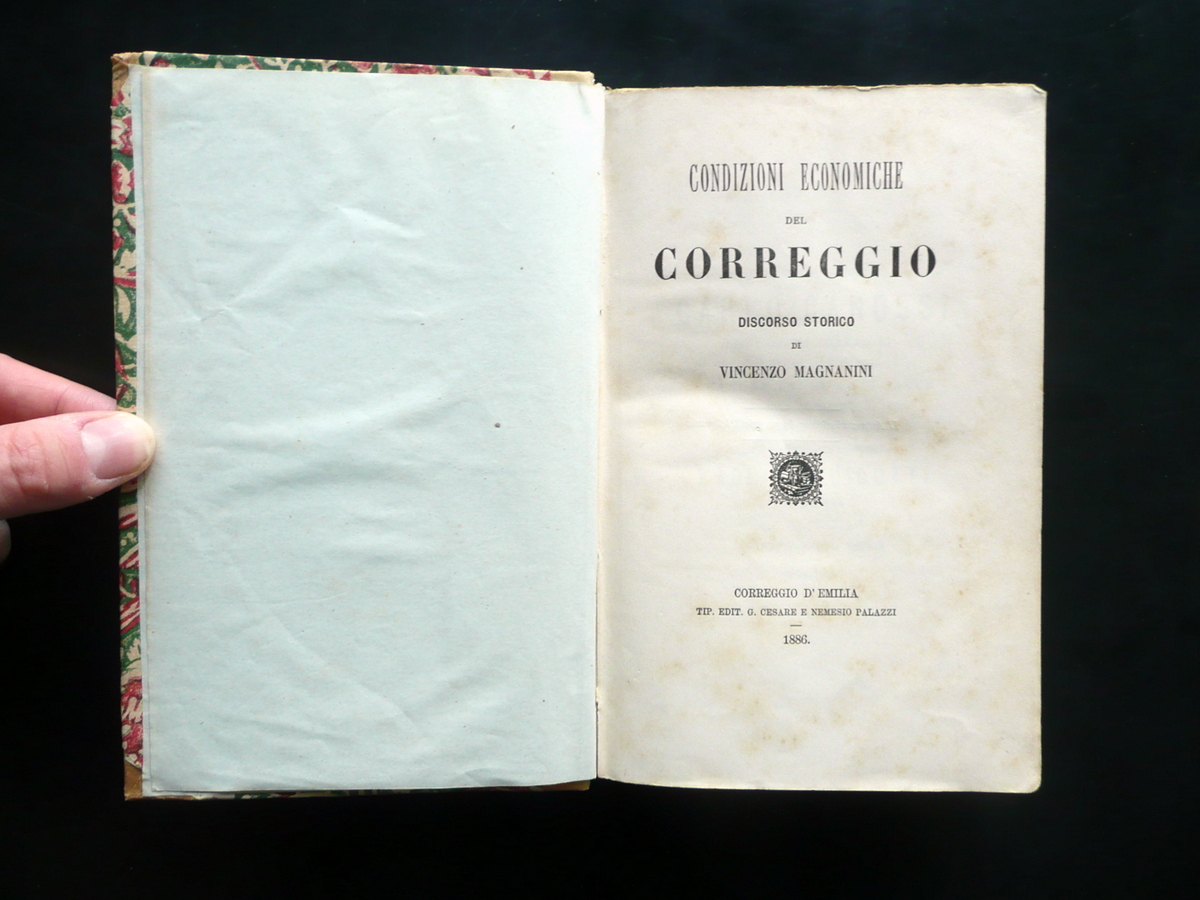 CONDIZIONI ECONOMICHE
DEL
CORREGGIO
DISCORSO STORICO
DI
VINCENZO MAGNANINI
CORREGGIO D' EMILIA
TIP. EDIT. G. CESARE E NEMESIO PALAZZI
1886.